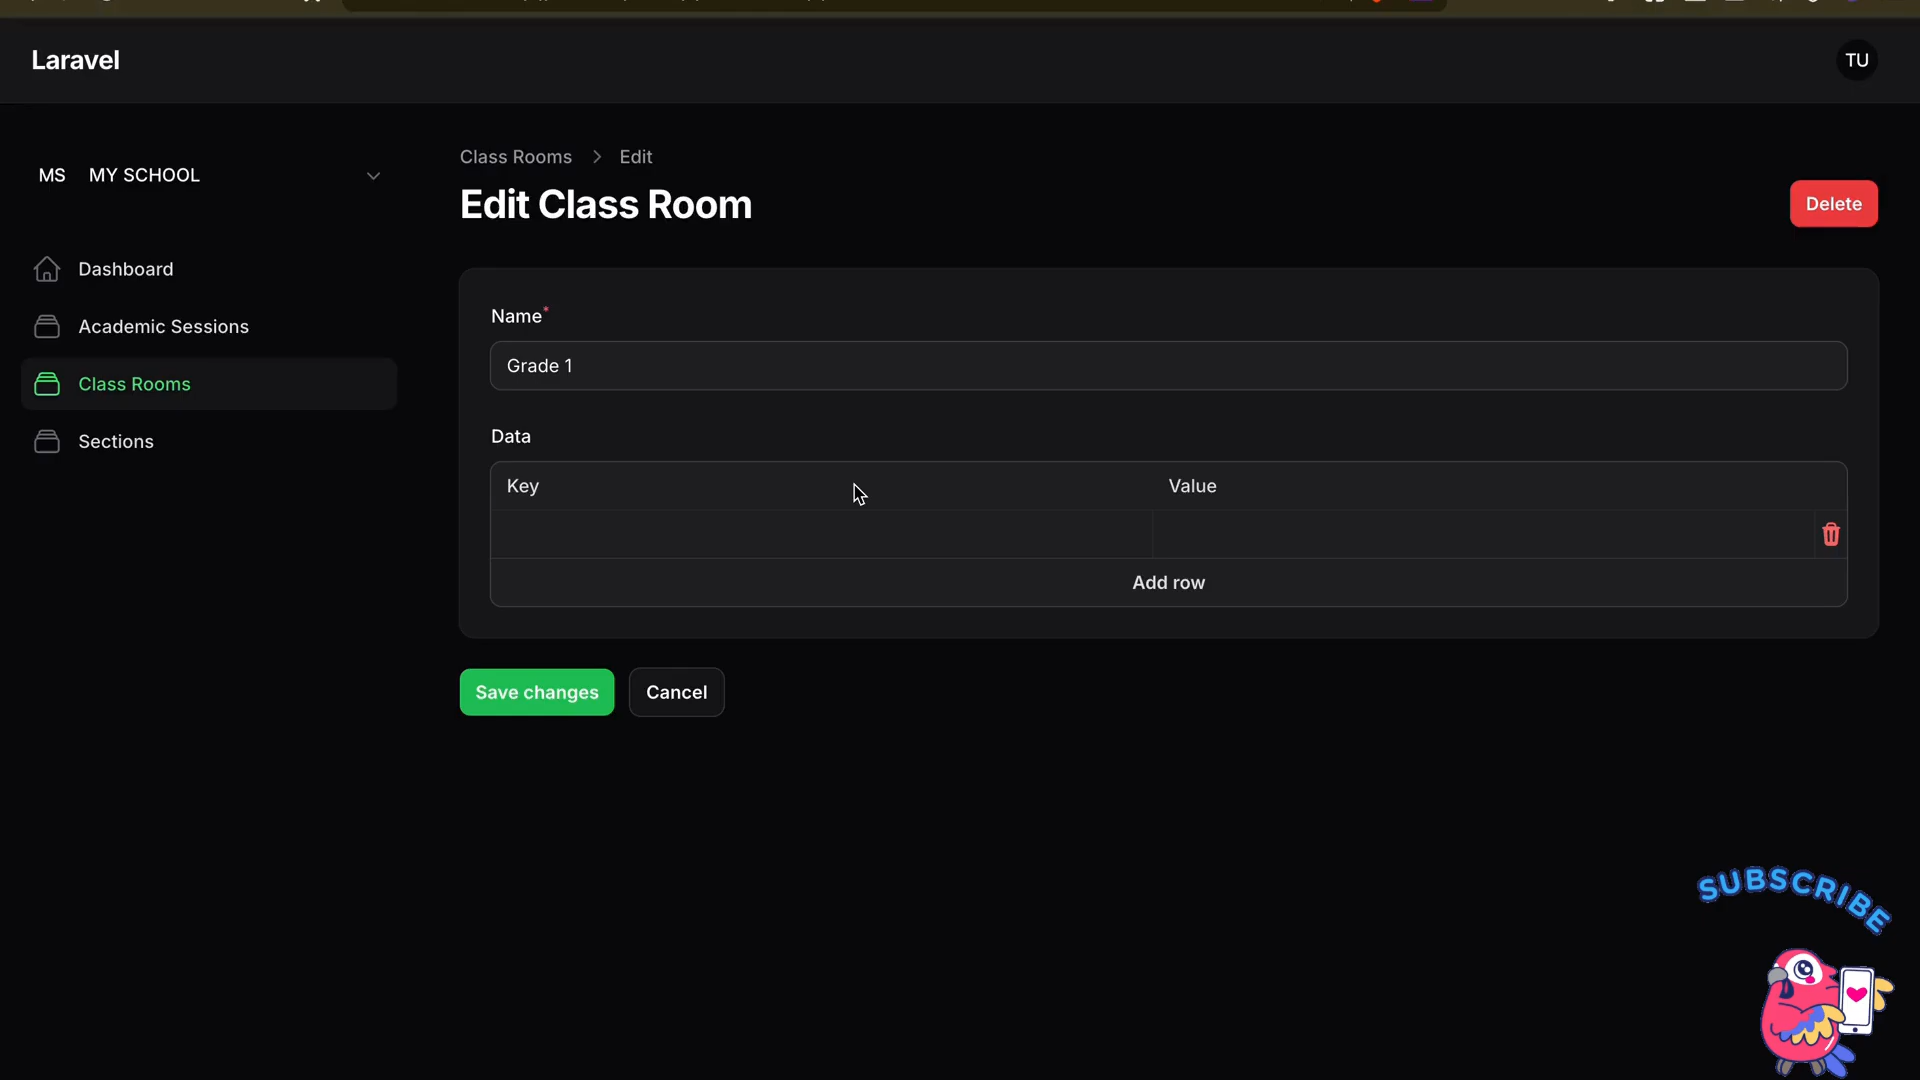 Laravel
TU
MS MY SCHOOL
Dashboard
Academic Sessions
Class Rooms
Sections
Class Rooms > Edit
Edit Class Room
Delete
Name*
Grade 1
Data
Key Value
Add row
Save changes Cancel
SUBSCRIBE